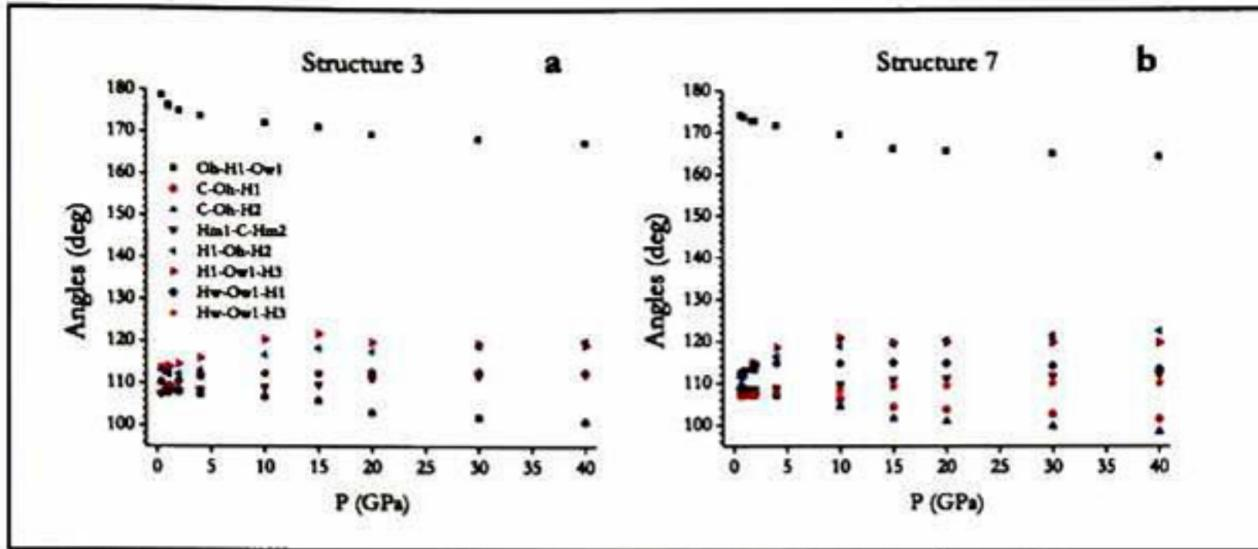 Structure 3
a
180
170
160
150
140
130
120
110
100
Angles (deg)
Oh-H1-Ow1
C-Oh-H1
C-Oh-H2
Hm1-C-Hm2
H1-Oh-H2
H1-Ow1-H3
Hw-Ow1-H1
Hw-Ow1-H3
0 5 10 15 20 25 30 35 40
P (GPa)
Structure 7
b
180
170
160
150
140
130
120
110
100
Angles (deg)
0 5 10 15 20 25 30 35 40
P (GPa)